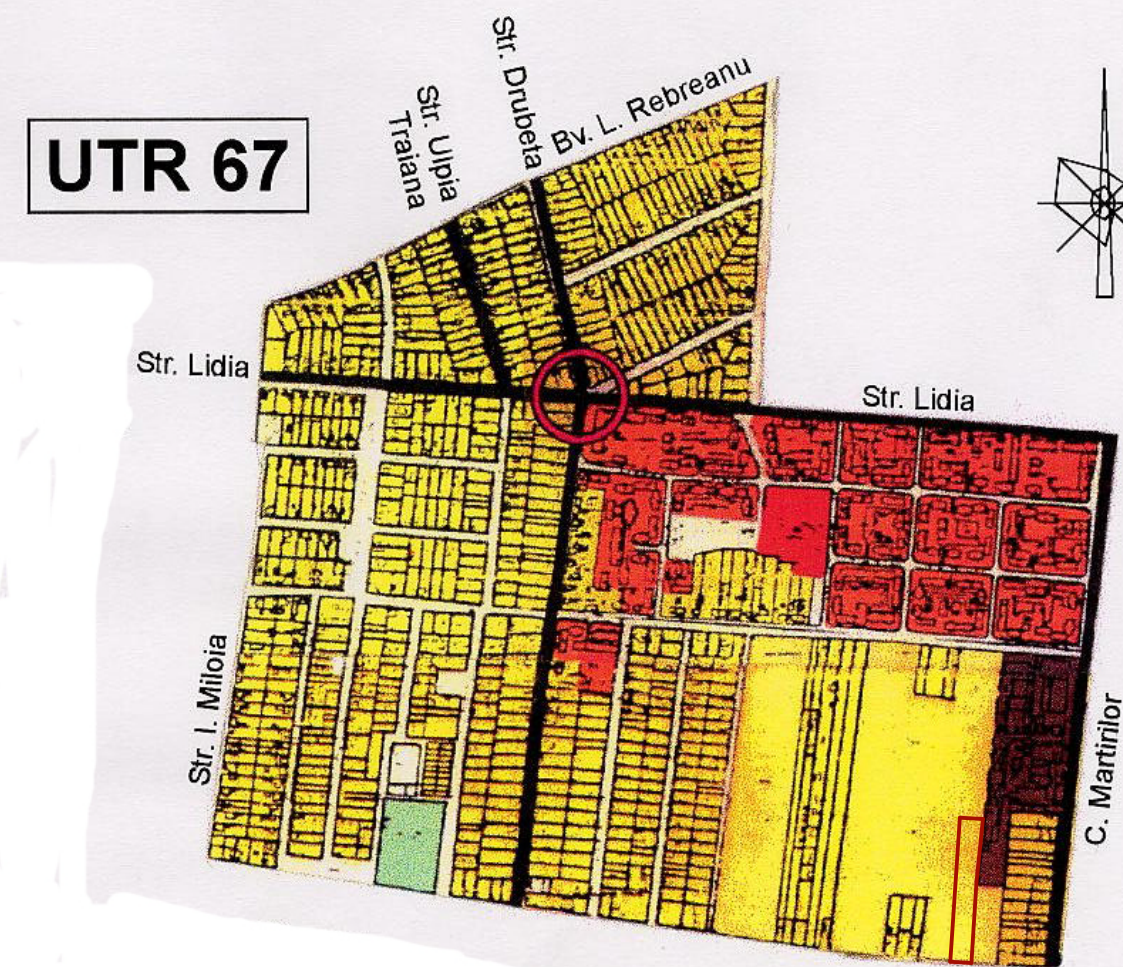 UTR 67
Str. Drubeta
Bv. L. Rebreanu
Str. Ulpia
Traiana
Str. Lidia
Str. Lidia
Str. I. Miloia
C. Martirilor